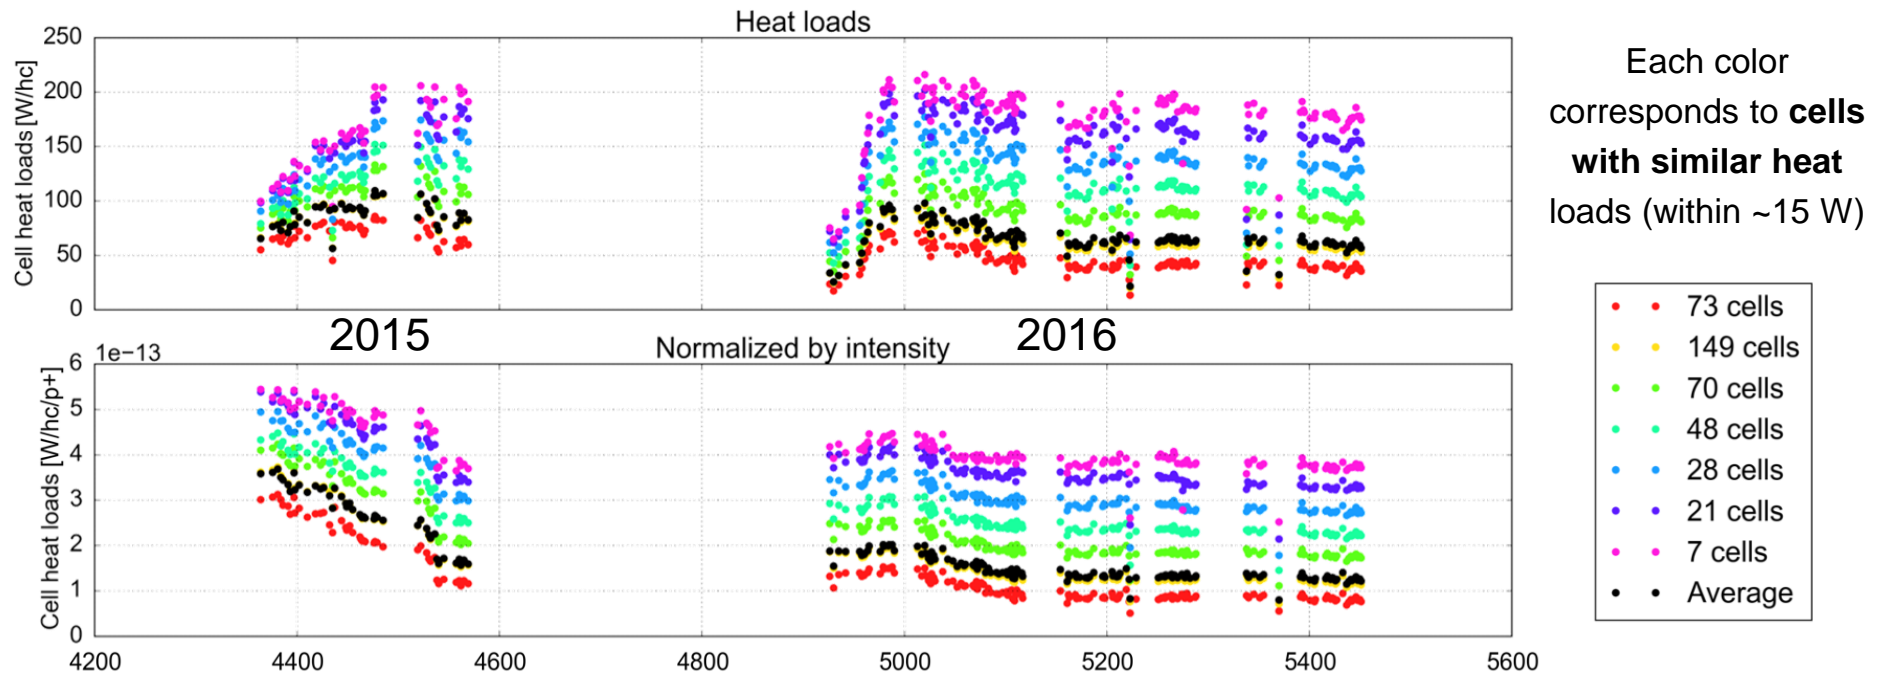 Heat loads
250
200
150
100
50
0
Cell heat loads [W/hc]
2015
2016
Normalized by intensity
1e−13
6
5
4
3
2
1
0
Cell heat loads [W/hc/p+]
4200 4400 4600 4800 5000 5200 5400 5600
Each color
corresponds to cells
with similar heat
loads (within ~15 W)
73 cells
149 cells
70 cells
48 cells
28 cells
21 cells
7 cells
Average